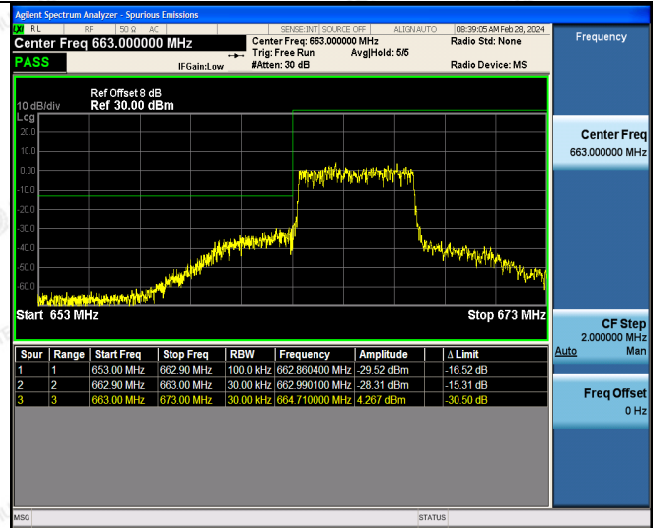 Agilent Spectrum Analyzer - Spurious Emissions
RL RF 50 Ω AC SENSE:INT SOURCE OFF ALIGN AUTO 08:39:05 AM Feb 28, 2024
Center Freq 663.000000 MHz
Center Freq: 663.000000 MHz Radio Std: None
Trig: Free Run Avg|Hold: 5/5
PASS IFGain:Low #Atten: 30 dB Radio Device: MS
Ref Offset 8 dB
10 dB/div Ref 30.00 dBm
Log
20.0
10.0
0.00
-10.0
-20.0
-30.0
-40.0
-50.0
-60.0
Start 653 MHz Stop 673 MHz
Spur Range Start Freq Stop Freq RBW Frequency Amplitude Δ Limit
1 1 653.00 MHz 662.90 MHz 100.0 kHz 662.860400 MHz -29.52 dBm -16.52 dB
2 2 662.90 MHz 663.00 MHz 30.00 kHz 662.990100 MHz -28.31 dBm -15.31 dB
3 3 663.00 MHz 673.00 MHz 30.00 kHz 664.710000 MHz 4.267 dBm -30.50 dB
MSG STATUS
Frequency
Center Freq
663.000000 MHz
CF Step
2.000000 MHz
Auto Man
Freq Offset
0 Hz